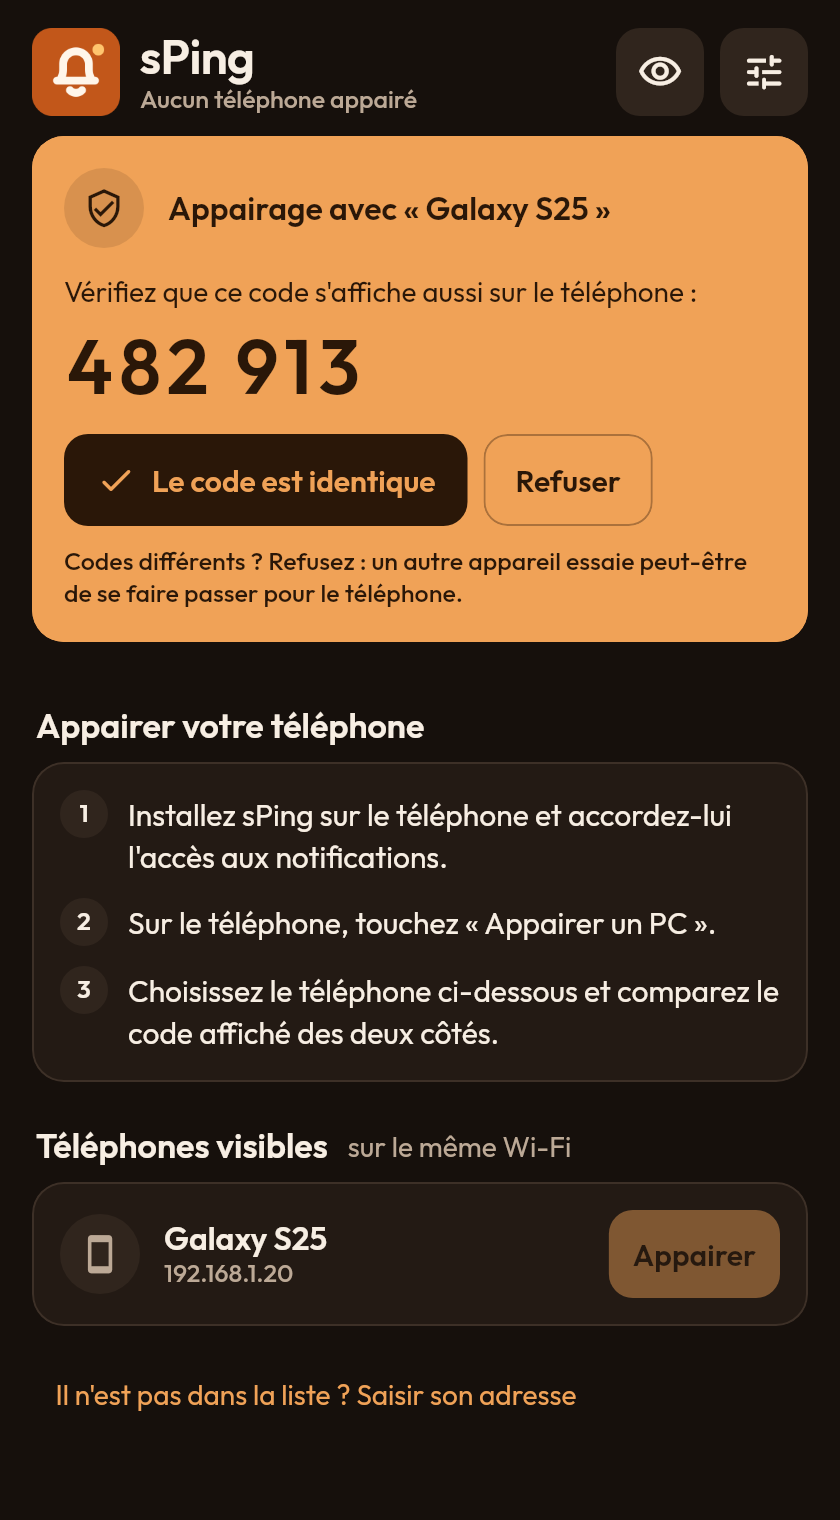 sPing
Aucun téléphone appairé
Appairage avec « Galaxy S25 »
Vérifiez que ce code s'affiche aussi sur le téléphone :
482 913
Le code est identique
Refuser
Codes différents ? Refusez : un autre appareil essaie peut-être
de se faire passer pour le téléphone.
Appairer votre téléphone
1 Installez sPing sur le téléphone et accordez-lui
l'accès aux notifications.
2 Sur le téléphone, touchez « Appairer un PC ».
3 Choisissez le téléphone ci-dessous et comparez le
code affiché des deux côtés.
Téléphones visibles sur le même Wi-Fi
Galaxy S25
192.168.1.20
Appairer
Il n'est pas dans la liste ? Saisir son adresse